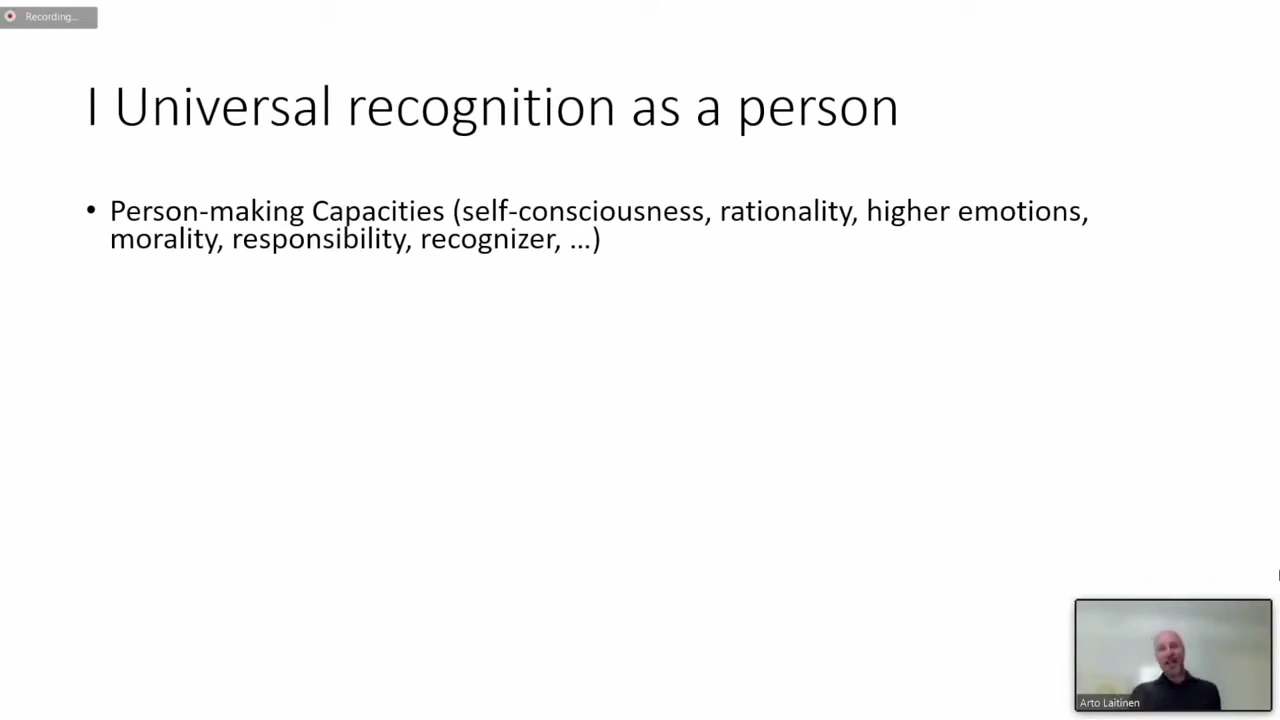 Recording...
I Universal recognition as a person
• Person-making Capacities (self-consciousness, rationality, higher emotions,
morality, responsibility, recognizer, ...)
Arto Laitinen